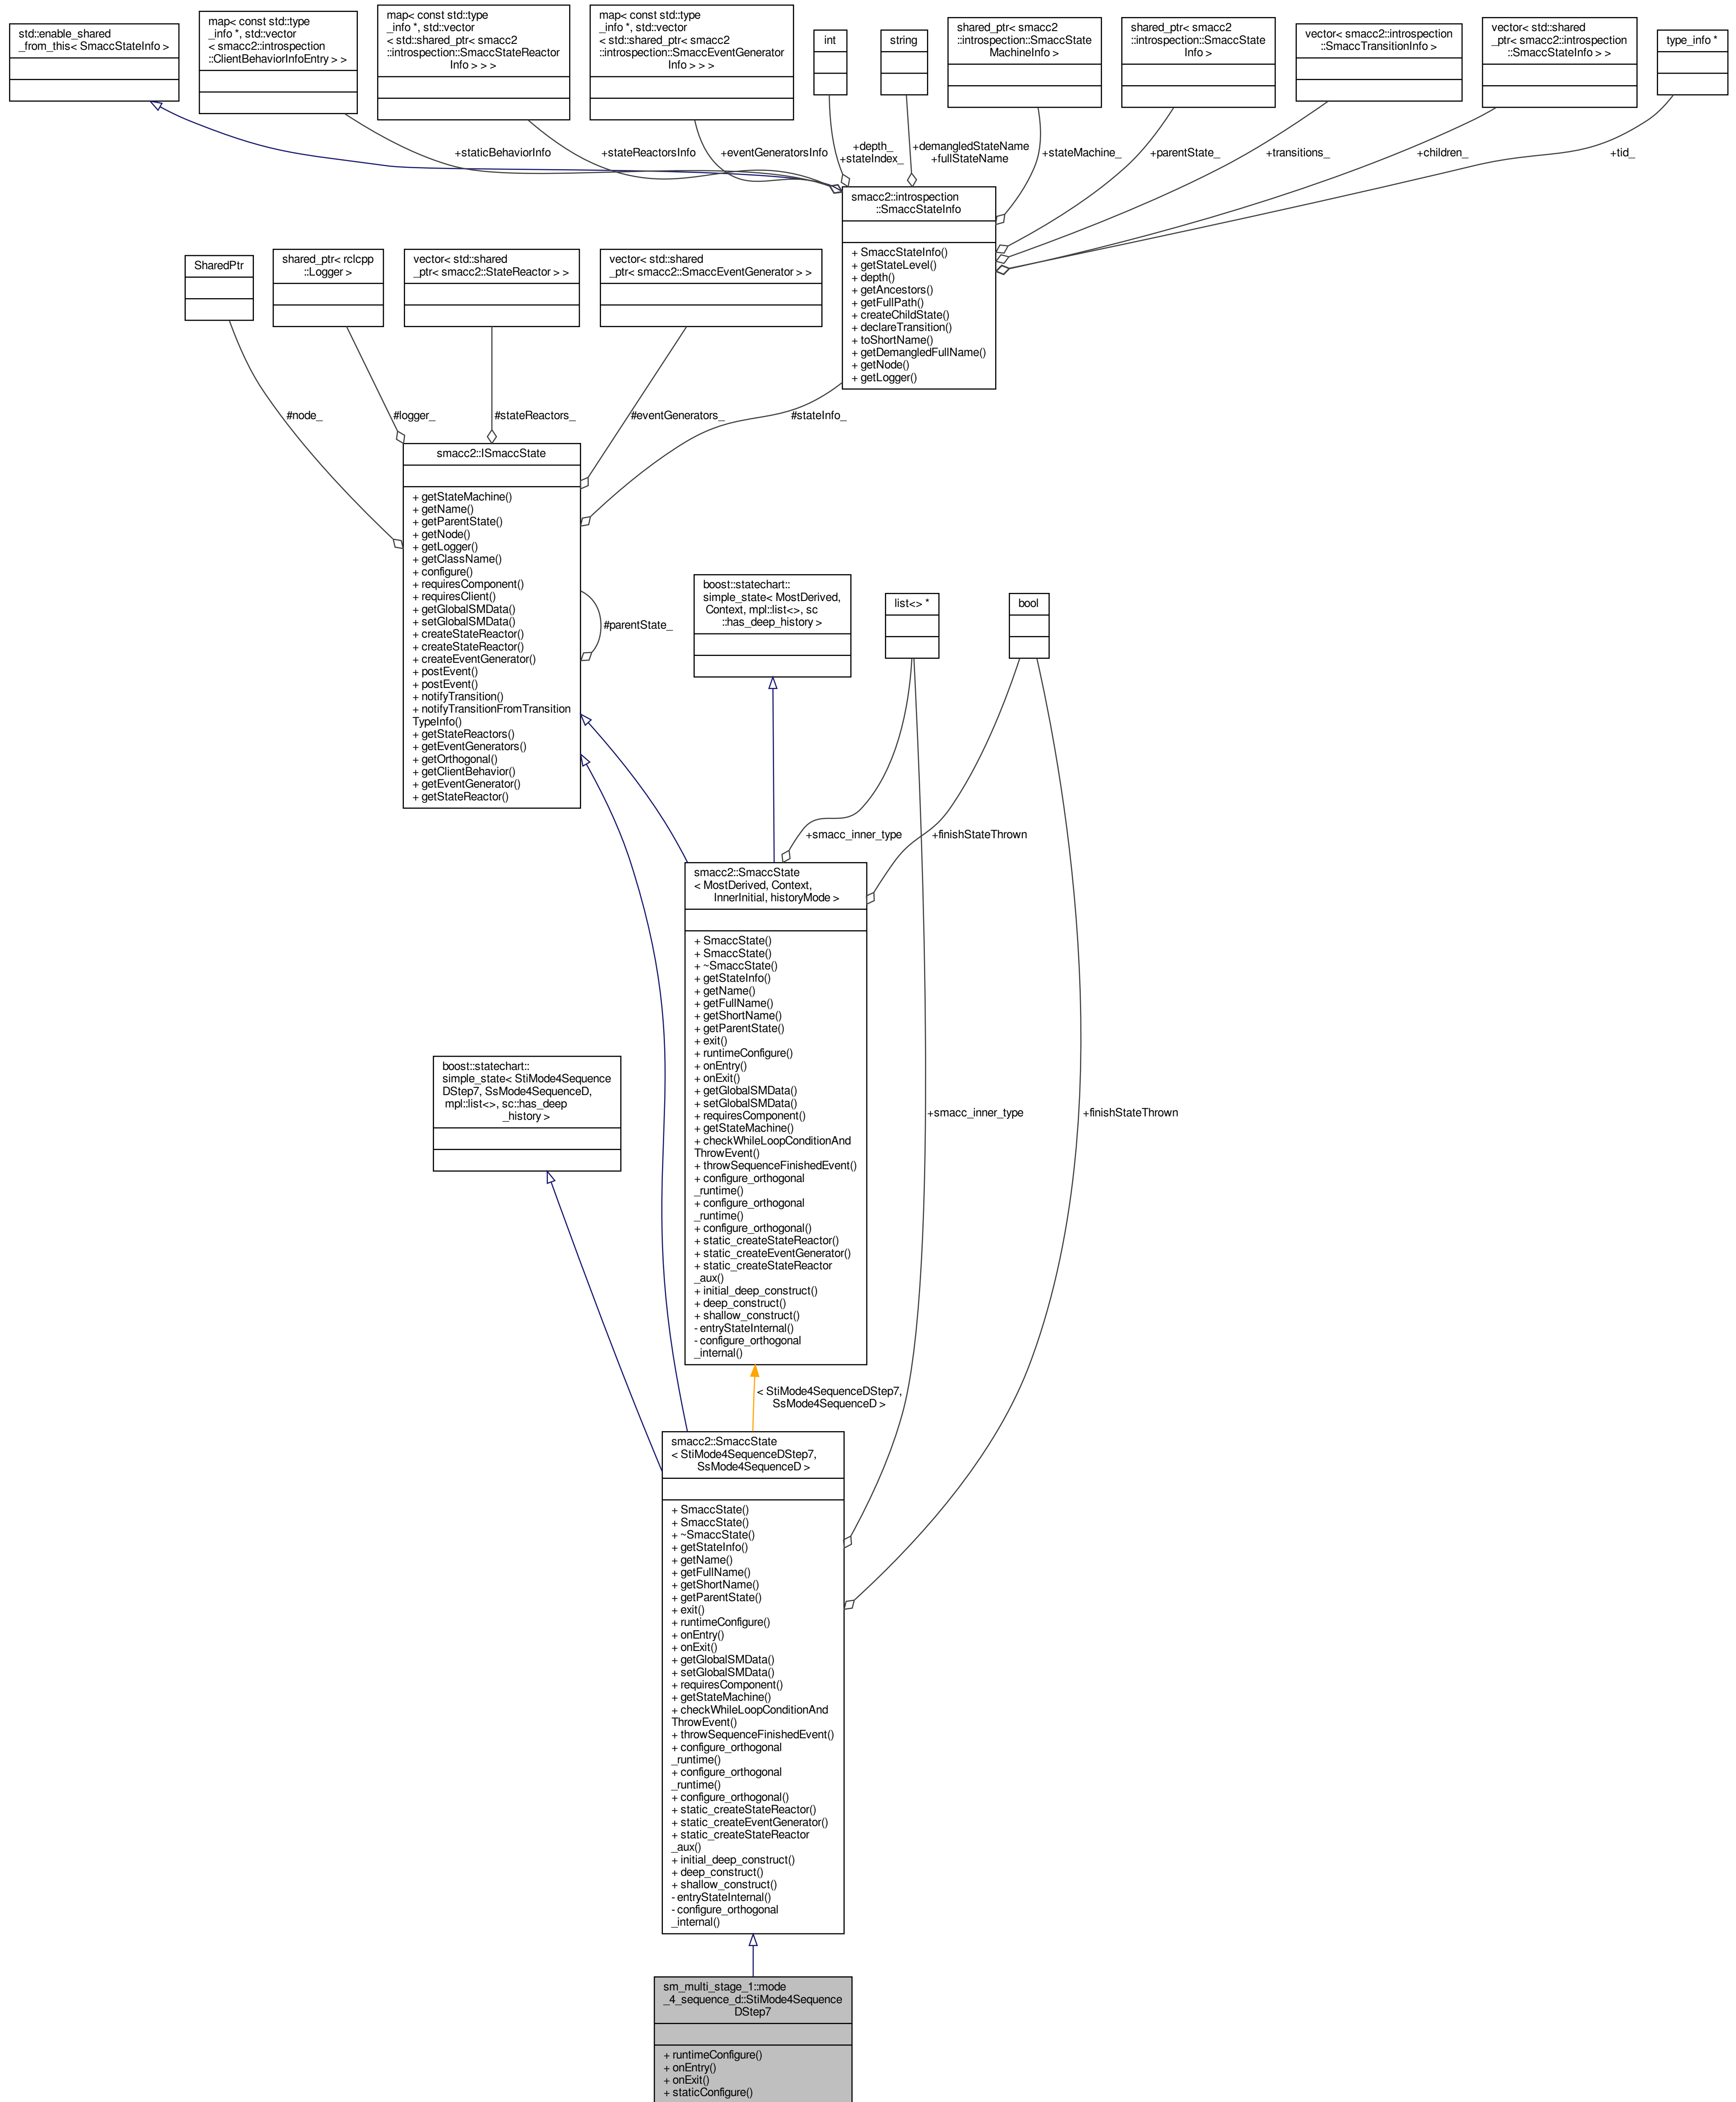 std::enable_shared
_from_this< SmaccStateInfo >
map< const std::type
_info *, std::vector
< smacc2::introspection
::ClientBehaviorInfoEntry > >
map< const std::type
_info *, std::vector
< std::shared_ptr< smacc2
::introspection::SmaccStateReactor
Info > > >
map< const std::type
_info *, std::vector
< std::shared_ptr< smacc2
::introspection::SmaccEventGenerator
Info > > >
int
string
shared_ptr< smacc2
::introspection::SmaccState
MachineInfo >
shared_ptr< smacc2
::introspection::SmaccState
Info >
vector< smacc2::introspection
::SmaccTransitionInfo >
vector< std::shared
_ptr< smacc2::introspection
::SmaccStateInfo > >
type_info *
+staticBehaviorInfo
+stateReactorsInfo
+eventGeneratorsInfo
+depth_
+stateIndex_
+demangledStateName
+fullStateName
+stateMachine_
+parentState_
+transitions_
+children_
+tid_
smacc2::introspection
::SmaccStateInfo
+ SmaccStateInfo()
+ getStateLevel()
+ depth()
+ getAncestors()
+ getFullPath()
+ createChildState()
+ declareTransition()
+ toShortName()
+ getDemangledFullName()
+ getNode()
+ getLogger()
SharedPtr
shared_ptr< rclcpp
::Logger >
vector< std::shared
_ptr< smacc2::StateReactor > >
vector< std::shared
_ptr< smacc2::SmaccEventGenerator > >
#node_
#logger_
#stateReactors_
#eventGenerators_
#stateInfo_
smacc2::ISmaccState
+ getStateMachine()
+ getName()
+ getParentState()
+ getNode()
+ getLogger()
+ getClassName()
+ configure()
+ requiresComponent()
+ requiresClient()
+ getGlobalSMData()
+ setGlobalSMData()
+ createStateReactor()
+ createStateReactor()
+ createEventGenerator()
+ postEvent()
+ postEvent()
+ notifyTransition()
+ notifyTransitionFromTransition
TypeInfo()
+ getStateReactors()
+ getEventGenerators()
+ getOrthogonal()
+ getClientBehavior()
+ getEventGenerator()
+ getStateReactor()
#parentState_
boost::statechart::
simple_state< MostDerived,
Context, mpl::list<>, sc
::has_deep_history >
list<> *
bool
+smacc_inner_type
+finishStateThrown
smacc2::SmaccState
< MostDerived, Context,
InnerInitial, historyMode >
+ SmaccState()
+ SmaccState()
+ ~SmaccState()
+ getStateInfo()
+ getName()
+ getFullName()
+ getShortName()
+ getParentState()
+ exit()
+ runtimeConfigure()
+ onEntry()
+ onExit()
+ getGlobalSMData()
+ setGlobalSMData()
+ requiresComponent()
+ getStateMachine()
+ checkWhileLoopConditionAnd
ThrowEvent()
+ throwSequenceFinishedEvent()
+ configure_orthogonal
_runtime()
+ configure_orthogonal
_runtime()
+ configure_orthogonal()
+ static_createStateReactor()
+ static_createEventGenerator()
+ static_createStateReactor
_aux()
+ initial_deep_construct()
+ deep_construct()
+ shallow_construct()
- entryStateInternal()
- configure_orthogonal
_internal()
boost::statechart::
simple_state< StiMode4Sequence
DStep7, SsMode4SequenceD,
mpl::list<>, sc::has_deep
_history >
+smacc_inner_type
+finishStateThrown
< StiMode4SequenceDStep7,
SsMode4SequenceD >
smacc2::SmaccState
< StiMode4SequenceDStep7,
SsMode4SequenceD >
+ SmaccState()
+ SmaccState()
+ ~SmaccState()
+ getStateInfo()
+ getName()
+ getFullName()
+ getShortName()
+ getParentState()
+ exit()
+ runtimeConfigure()
+ onEntry()
+ onExit()
+ getGlobalSMData()
+ setGlobalSMData()
+ requiresComponent()
+ getStateMachine()
+ checkWhileLoopConditionAnd
ThrowEvent()
+ throwSequenceFinishedEvent()
+ configure_orthogonal
_runtime()
+ configure_orthogonal
_runtime()
+ configure_orthogonal()
+ static_createStateReactor()
+ static_createEventGenerator()
+ static_createStateReactor
_aux()
+ initial_deep_construct()
+ deep_construct()
+ shallow_construct()
- entryStateInternal()
- configure_orthogonal
_internal()
sm_multi_stage_1::mode
_4_sequence_d::StiMode4Sequence
DStep7
+ runtimeConfigure()
+ onEntry()
+ onExit()
+ staticConfigure()